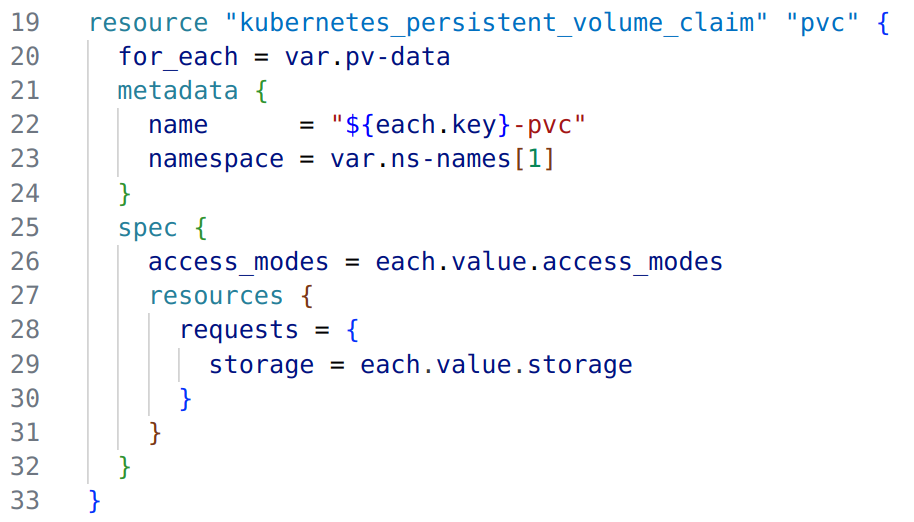 19 resource "kubernetes_persistent_volume_claim" "pvc" {
20   for_each = var.pv-data
21   metadata {
22     name      = "${each.key}-pvc"
23     namespace = var.ns-names[1]
24   }
25   spec {
26     access_modes = each.value.access_modes
27     resources {
28       requests = {
29         storage = each.value.storage
30       }
31     }
32   }
33 }